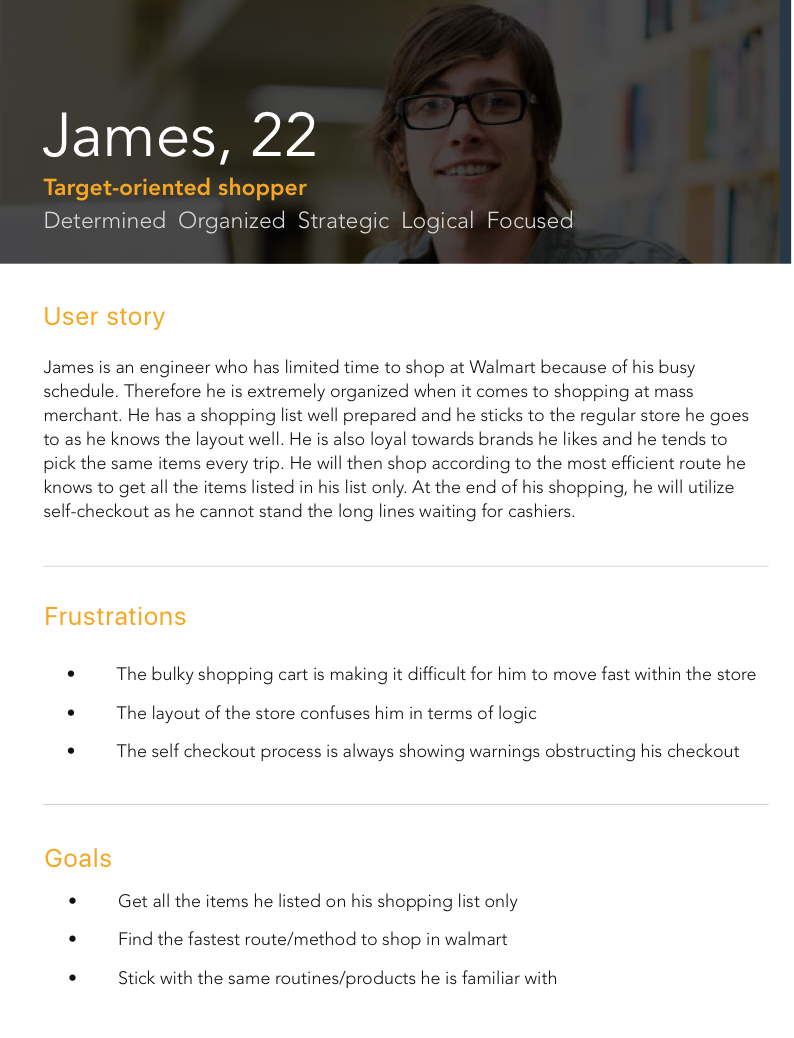 James, 22
Target-oriented shopper
Determined Organized Strategic Logical Focused
User story
James is an engineer who has limited time to shop at Walmart because of his busy
schedule. Therefore he is extremely organized when it comes to shopping at mass
merchant. He has a shopping list well prepared and he sticks to the regular store he goes
to as he knows the layout well. He is also loyal towards brands he likes and he tends to
pick the same items every trip. He will then shop according to the most efficient route he
knows to get all the items listed in his list only. At the end of his shopping, he will utilize
self-checkout as he cannot stand the long lines waiting for cashiers.
Frustrations
• The bulky shopping cart is making it difficult for him to move fast within the store
• The layout of the store confuses him in terms of logic
• The self checkout process is always showing warnings obstructing his checkout
Goals
• Get all the items he listed on his shopping list only
• Find the fastest route/method to shop in walmart
• Stick with the same routines/products he is familiar with